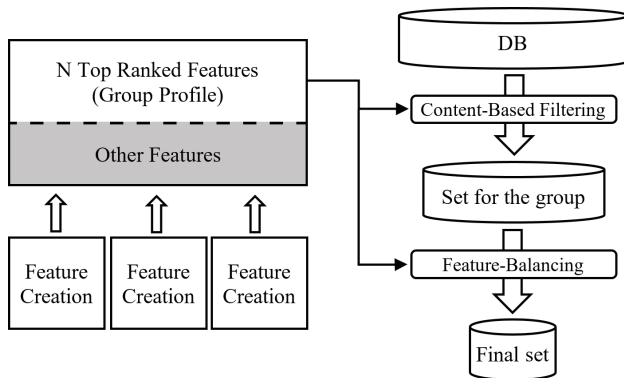 N Top Ranked Features
(Group Profile)
Other Features
Feature
Creation
Feature
Creation
Feature
Creation
DB
Content-Based Filtering
Set for the group
Feature-Balancing
Final set